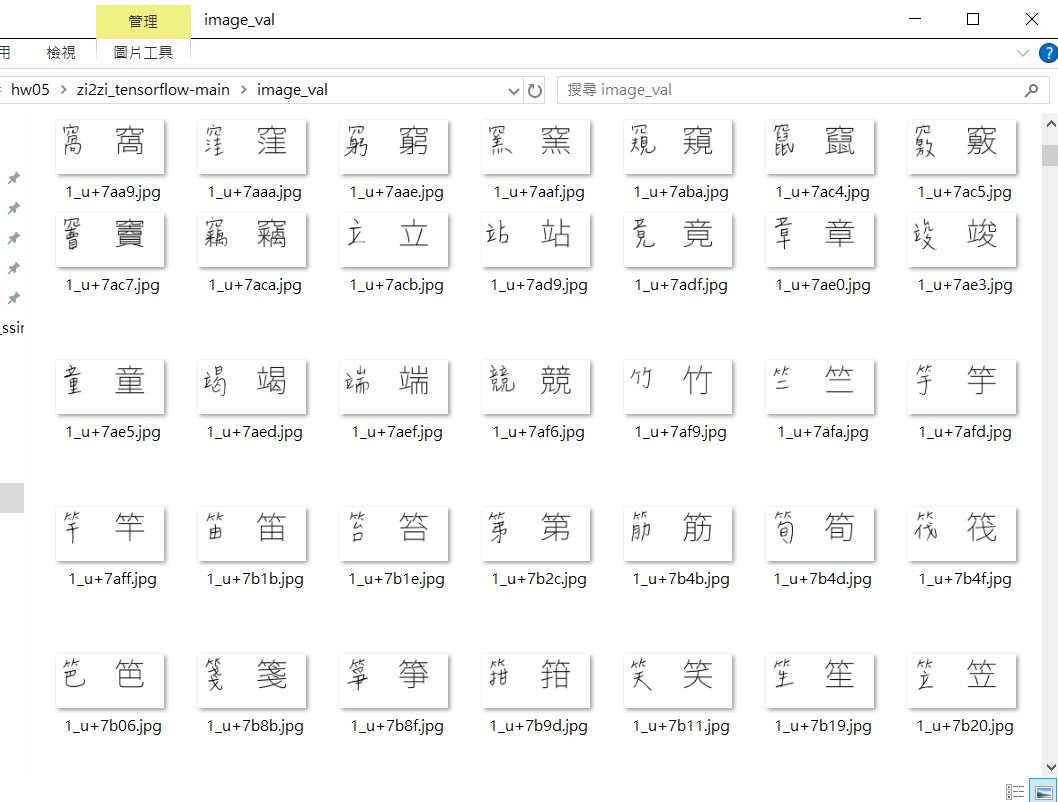 管理 image_val
用 檢視 圖片工具
hw05 zi2zi_tensorflow-main image_val 搜尋 image_val
窩 窩 窪 窪 窮 窮 窯 窯 窺 窺 竄 竄 竅 竅
1_u+7aa9.jpg 1_u+7aaa.jpg 1_u+7aae.jpg 1_u+7aaf.jpg 1_u+7aba.jpg 1_u+7ac4.jpg 1_u+7ac5.jpg
竇 竇 竊 竊 立 立 站 站 竟 竟 章 章 竣 竣
1_u+7ac7.jpg 1_u+7aca.jpg 1_u+7acb.jpg 1_u+7ad9.jpg 1_u+7adf.jpg 1_u+7ae0.jpg 1_u+7ae3.jpg
_ssir
童 童 竭 竭 端 端 競 競 竹 竹 竺 竺 竽 竽
1_u+7ae5.jpg 1_u+7aed.jpg 1_u+7aef.jpg 1_u+7af6.jpg 1_u+7af9.jpg 1_u+7afa.jpg 1_u+7afd.jpg
竿 竿 笛 笛 笞 笞 第 第 筋 筋 筍 筍 筏 筏
1_u+7aff.jpg 1_u+7b1b.jpg 1_u+7b1e.jpg 1_u+7b2c.jpg 1_u+7b4b.jpg 1_u+7b4d.jpg 1_u+7b4f.jpg
笆 笆 箋 箋 箏 箏 箝 箝 笑 笑 笙 笙 笠 笠
1_u+7b06.jpg 1_u+7b8b.jpg 1_u+7b8f.jpg 1_u+7b9d.jpg 1_u+7b11.jpg 1_u+7b19.jpg 1_u+7b20.jpg